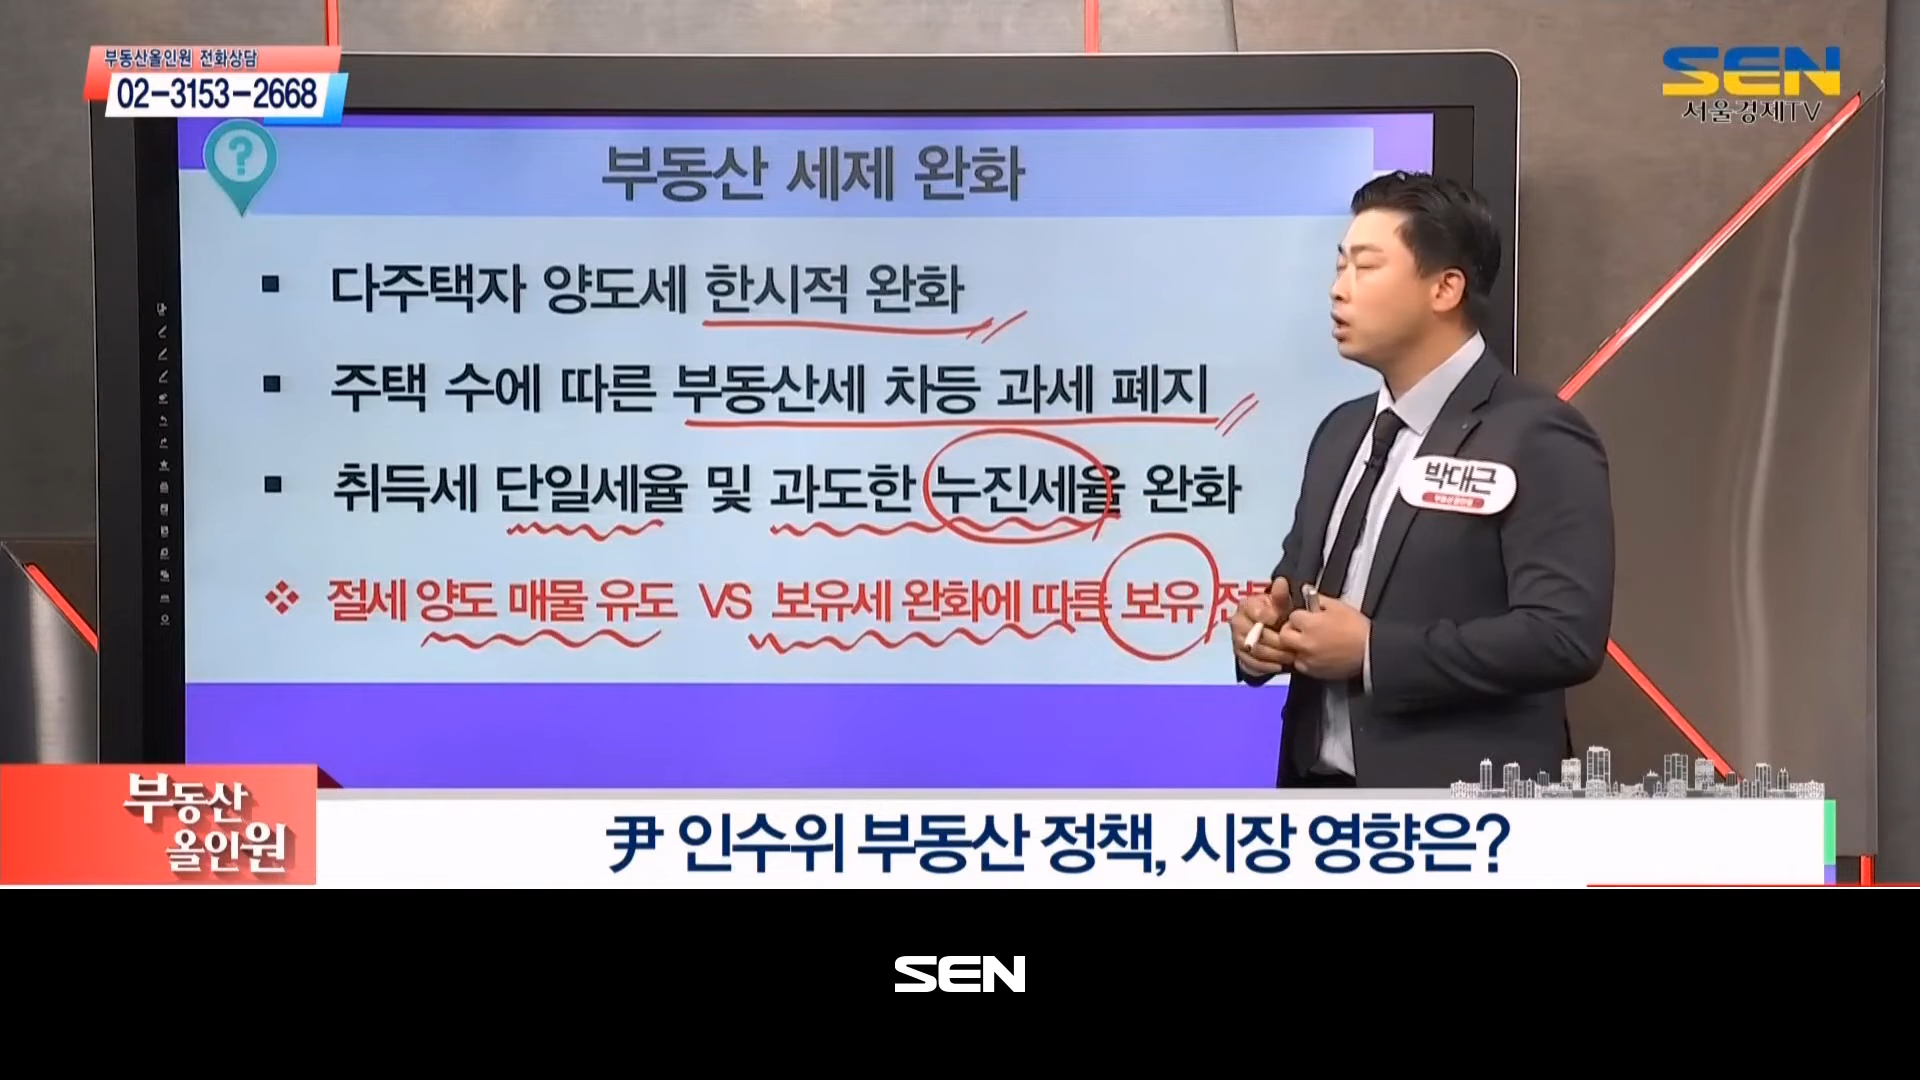 부동산올인원 전화상담
02-3153-2668
SEN
서울경제TV
?
부동산 세제 완화
▪ 다주택자 양도세 한시적 완화
▪ 주택 수에 따른 부동산세 차등 과세 폐지
▪ 취득세 단일세율 및 과도한 누진세율 완화
❖ 절세 양도 매물 유도 VS 보유세 완화에 따른 보유
박대근
부동산
올인원
尹 인수위 부동산 정책, 시장 영향은?
SEN